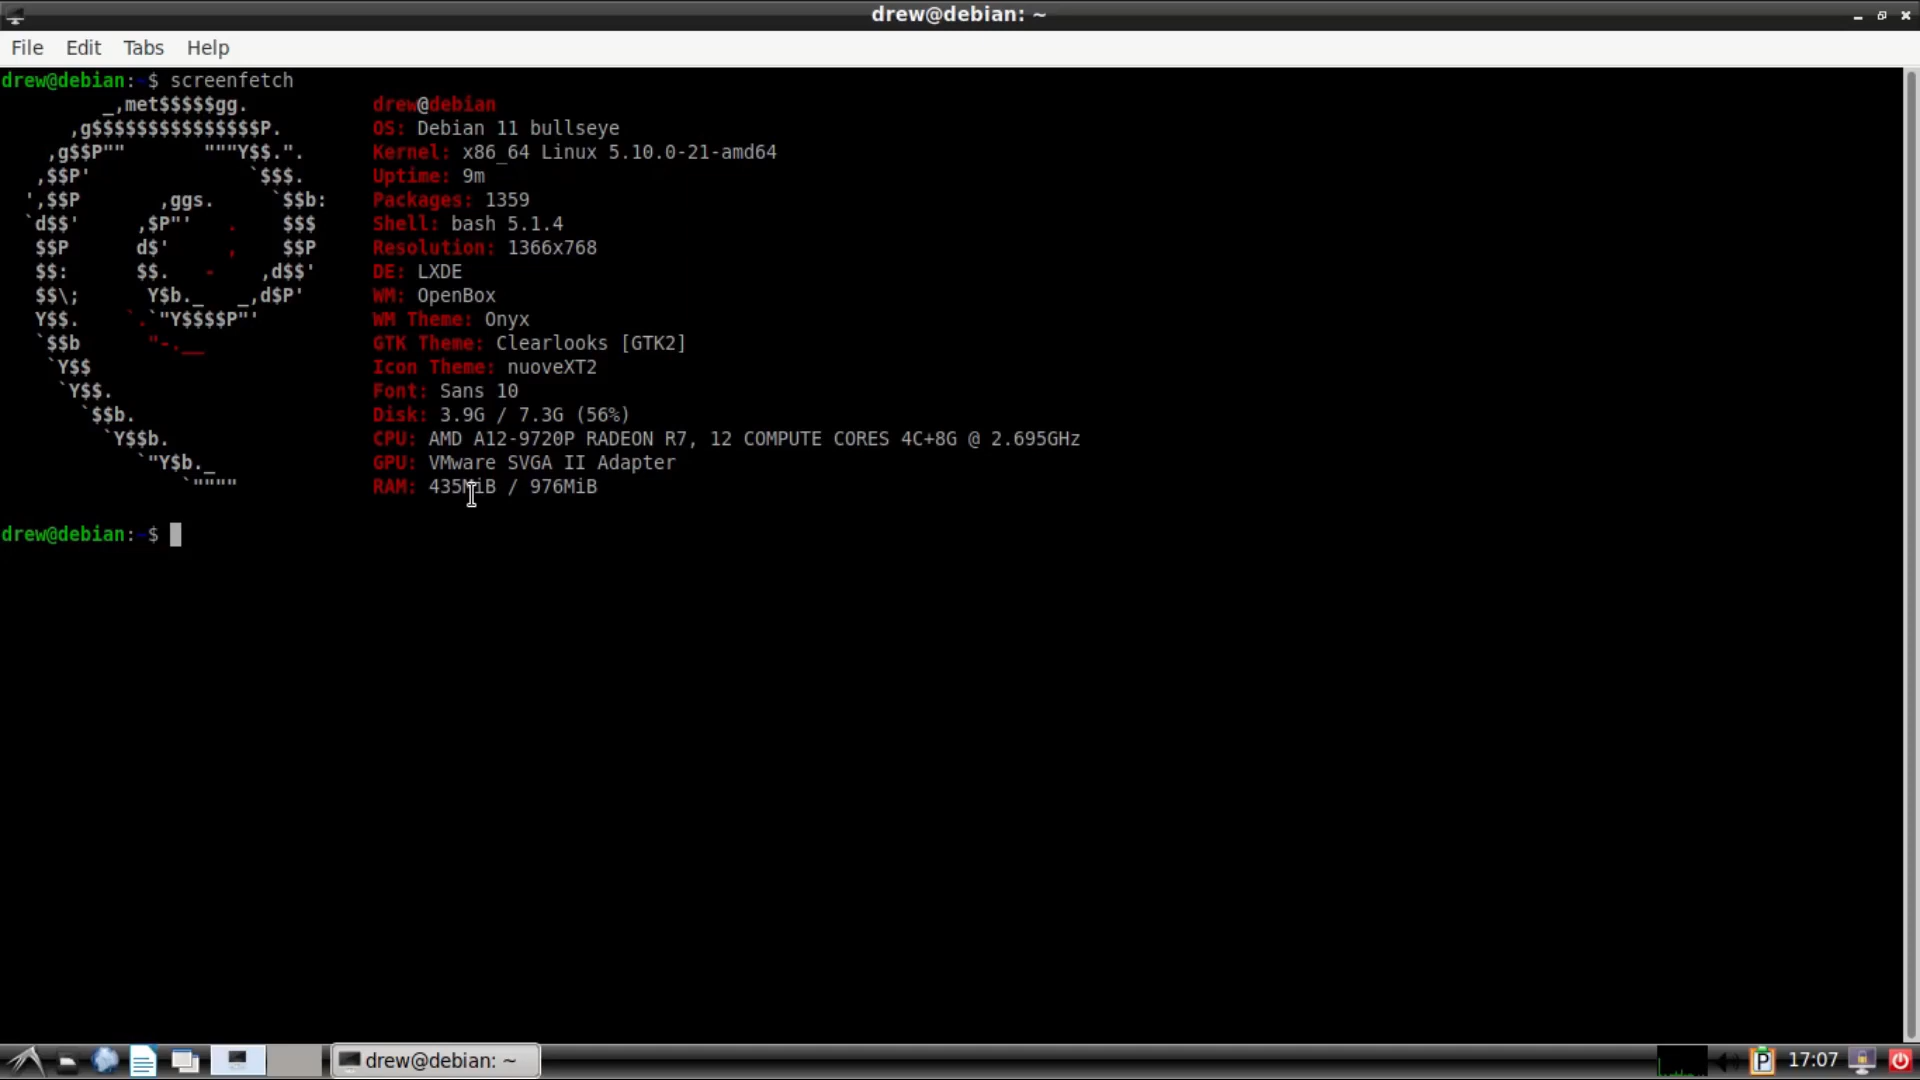 drew@debian: ~
File Edit Tabs Help
drew@debian:~$ screenfetch
         _,met$$$$$gg.           drew@debian
      ,g$$$$$$$$$$$$$$$P.        OS: Debian 11 bullseye
    ,g$$P""       """Y$$.".      Kernel: x86_64 Linux 5.10.0-21-amd64
   ,$$P'              `$$$.      Uptime: 9m
  ',$$P       ,ggs.     `$$b:    Packages: 1359
  `d$$'     ,$P"'   .    $$$     Shell: bash 5.1.4
   $$P      d$'     ,    $$P     Resolution: 1366x768
   $$:      $$.   -    ,d$$'     DE: LXDE
   $$\;      Y$b._   _,d$P'      WM: OpenBox
   Y$$.    `.`"Y$$$$P"'          WM Theme: Onyx
   `$$b      "-.__               GTK Theme: Clearlooks [GTK2]
    `Y$$                         Icon Theme: nuoveXT2
     `Y$$.                       Font: Sans 10
       `$$b.                     Disk: 3.9G / 7.3G (56%)
         `Y$$b.                  CPU: AMD A12-9720P RADEON R7, 12 COMPUTE CORES 4C+8G @ 2.695GHz
            `"Y$b._              GPU: VMware SVGA II Adapter
                `""""            RAM: 435MiB / 976MiB
drew@debian:~$
drew@debian: ~ P 17:07